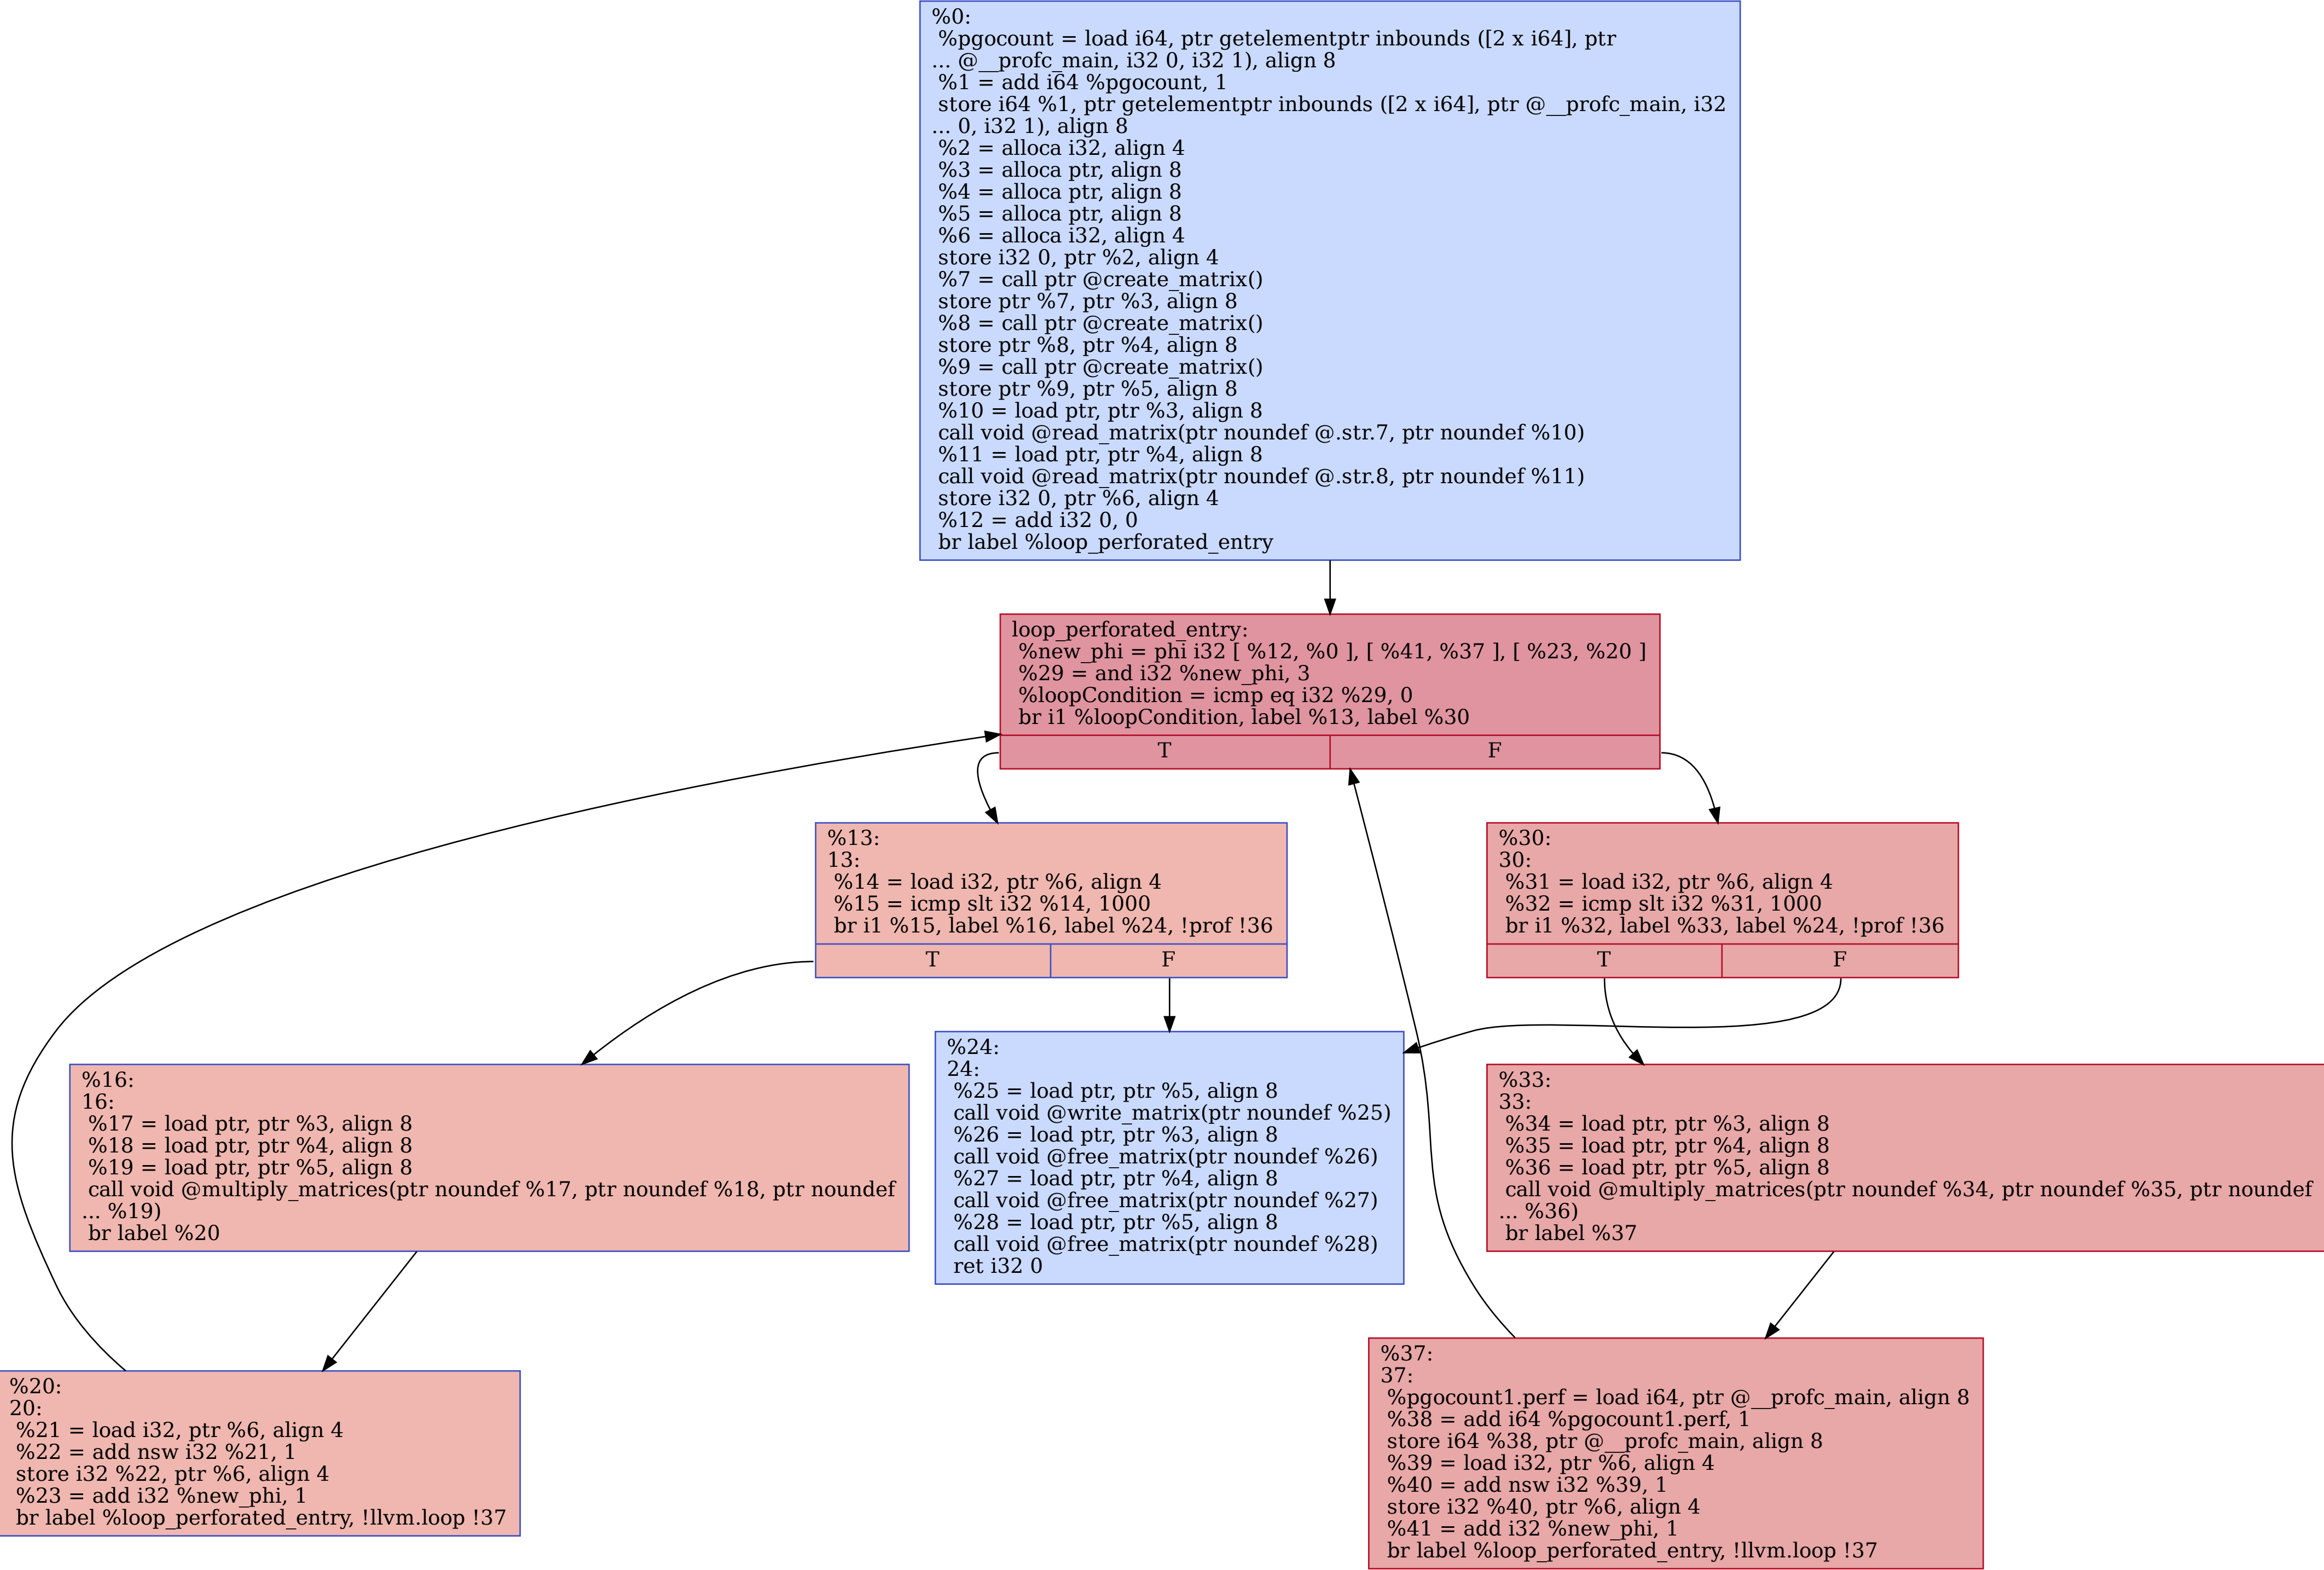 %0:
%pgocount = load i64, ptr getelementptr inbounds ([2 x i64], ptr
... @__profc_main, i32 0, i32 1), align 8
%1 = add i64 %pgocount, 1
store i64 %1, ptr getelementptr inbounds ([2 x i64], ptr @__profc_main, i32
... 0, i32 1), align 8
%2 = alloca i32, align 4
%3 = alloca ptr, align 8
%4 = alloca ptr, align 8
%5 = alloca ptr, align 8
%6 = alloca i32, align 4
store i32 0, ptr %2, align 4
%7 = call ptr @create_matrix()
store ptr %7, ptr %3, align 8
%8 = call ptr @create_matrix()
store ptr %8, ptr %4, align 8
%9 = call ptr @create_matrix()
store ptr %9, ptr %5, align 8
%10 = load ptr, ptr %3, align 8
call void @read_matrix(ptr noundef @.str.7, ptr noundef %10)
%11 = load ptr, ptr %4, align 8
call void @read_matrix(ptr noundef @.str.8, ptr noundef %11)
store i32 0, ptr %6, align 4
%12 = add i32 0, 0
br label %loop_perforated_entry
loop_perforated_entry:
%new_phi = phi i32 [ %12, %0 ], [ %41, %37 ], [ %23, %20 ]
%29 = and i32 %new_phi, 3
%loopCondition = icmp eq i32 %29, 0
br i1 %loopCondition, label %13, label %30
T F
%13:
13:
%14 = load i32, ptr %6, align 4
%15 = icmp slt i32 %14, 1000
br i1 %15, label %16, label %24, !prof !36
T F
%30:
30:
%31 = load i32, ptr %6, align 4
%32 = icmp slt i32 %31, 1000
br i1 %32, label %33, label %24, !prof !36
T F
%16:
16:
%17 = load ptr, ptr %3, align 8
%18 = load ptr, ptr %4, align 8
%19 = load ptr, ptr %5, align 8
call void @multiply_matrices(ptr noundef %17, ptr noundef %18, ptr noundef
... %19)
br label %20
%24:
24:
%25 = load ptr, ptr %5, align 8
call void @write_matrix(ptr noundef %25)
%26 = load ptr, ptr %3, align 8
call void @free_matrix(ptr noundef %26)
%27 = load ptr, ptr %4, align 8
call void @free_matrix(ptr noundef %27)
%28 = load ptr, ptr %5, align 8
call void @free_matrix(ptr noundef %28)
ret i32 0
%33:
33:
%34 = load ptr, ptr %3, align 8
%35 = load ptr, ptr %4, align 8
%36 = load ptr, ptr %5, align 8
call void @multiply_matrices(ptr noundef %34, ptr noundef %35, ptr noundef
... %36)
br label %37
%20:
20:
%21 = load i32, ptr %6, align 4
%22 = add nsw i32 %21, 1
store i32 %22, ptr %6, align 4
%23 = add i32 %new_phi, 1
br label %loop_perforated_entry, !llvm.loop !37
%37:
37:
%pgocount1.perf = load i64, ptr @__profc_main, align 8
%38 = add i64 %pgocount1.perf, 1
store i64 %38, ptr @__profc_main, align 8
%39 = load i32, ptr %6, align 4
%40 = add nsw i32 %39, 1
store i32 %40, ptr %6, align 4
%41 = add i32 %new_phi, 1
br label %loop_perforated_entry, !llvm.loop !37